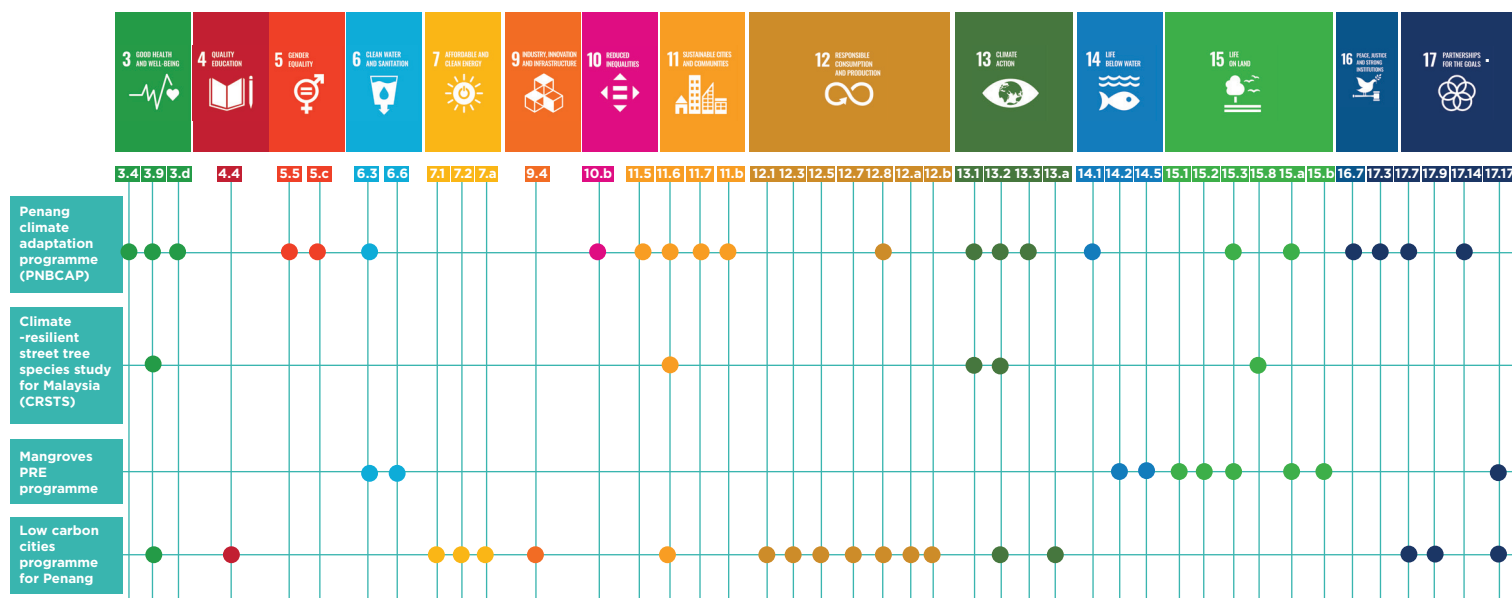 3 GOOD HEALTH
AND WELL-BEING
4 QUALITY
EDUCATION
5 GENDER
EQUALITY
6 CLEAN WATER
AND SANITATION
7 AFFORDABLE AND
CLEAN ENERGY
9 INDUSTRY, INNOVATION
AND INFRASTRUCTURE
10 REDUCED
INEQUALITIES
11 SUSTAINABLE CITIES
AND COMMUNITIES
12 RESPONSIBLE
CONSUMPTION
AND PRODUCTION
13 CLIMATE
ACTION
14 LIFE
BELOW WATER
15 LIFE
ON LAND
16 PEACE, JUSTICE
AND STRONG
INSTITUTIONS
17 PARTNERSHIPS
FOR THE GOALS
3.4 3.9 3.d 4.4 5.5 5.c 6.3 6.6 7.1 7.2 7.a 9.4 10.b 11.5 11.6 11.7 11.b 12.1 12.3 12.5 12.7 12.8 12.a 12.b 13.1 13.2 13.3 13.a 14.1 14.2 14.5 15.1 15.2 15.3 15.8 15.a 15.b 16.7 17.3 17.7 17.9 17.14 17.17
Penang
climate
adaptation
programme
(PNBCAP)
Climate
-resilient
street tree
species study
for Malaysia
(CRSTS)
Mangroves
PRE
programme
Low carbon
cities
programme
for Penang